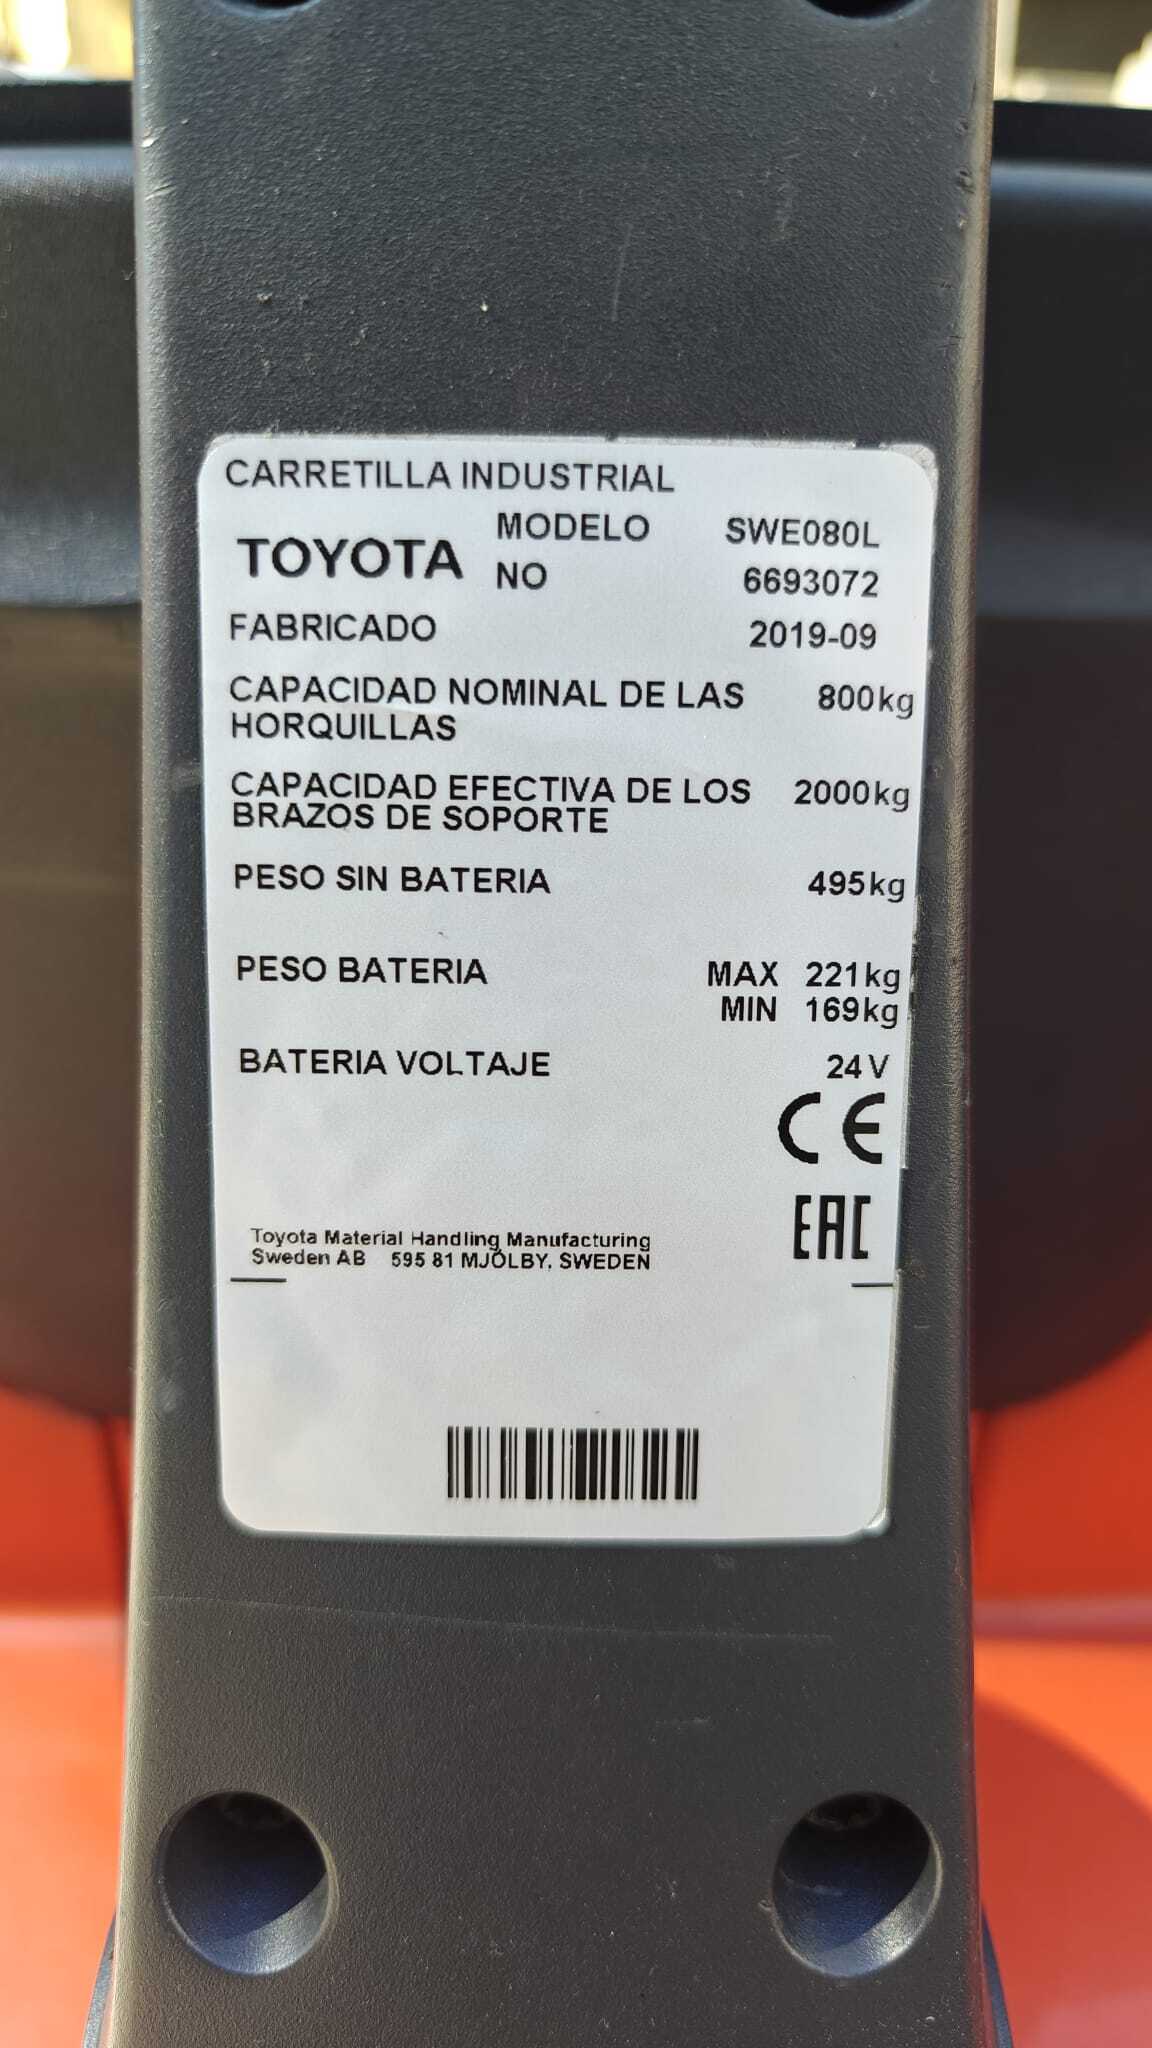 CARRETILLA INDUSTRIAL
TOYOTA MODELO SWE080L
NO 6693072
FABRICADO 2019-09
CAPACIDAD NOMINAL DE LAS 800kg
HORQUILLAS
CAPACIDAD EFECTIVA DE LOS 2000kg
BRAZOS DE SOPORTE
PESO SIN BATERIA 495kg
PESO BATERIA MAX 221kg
MIN 169kg
BATERIA VOLTAJE 24V
CE
EAC
Toyota Material Handling Manufacturing
Sweden AB 595 81 MJÖLBY, SWEDEN